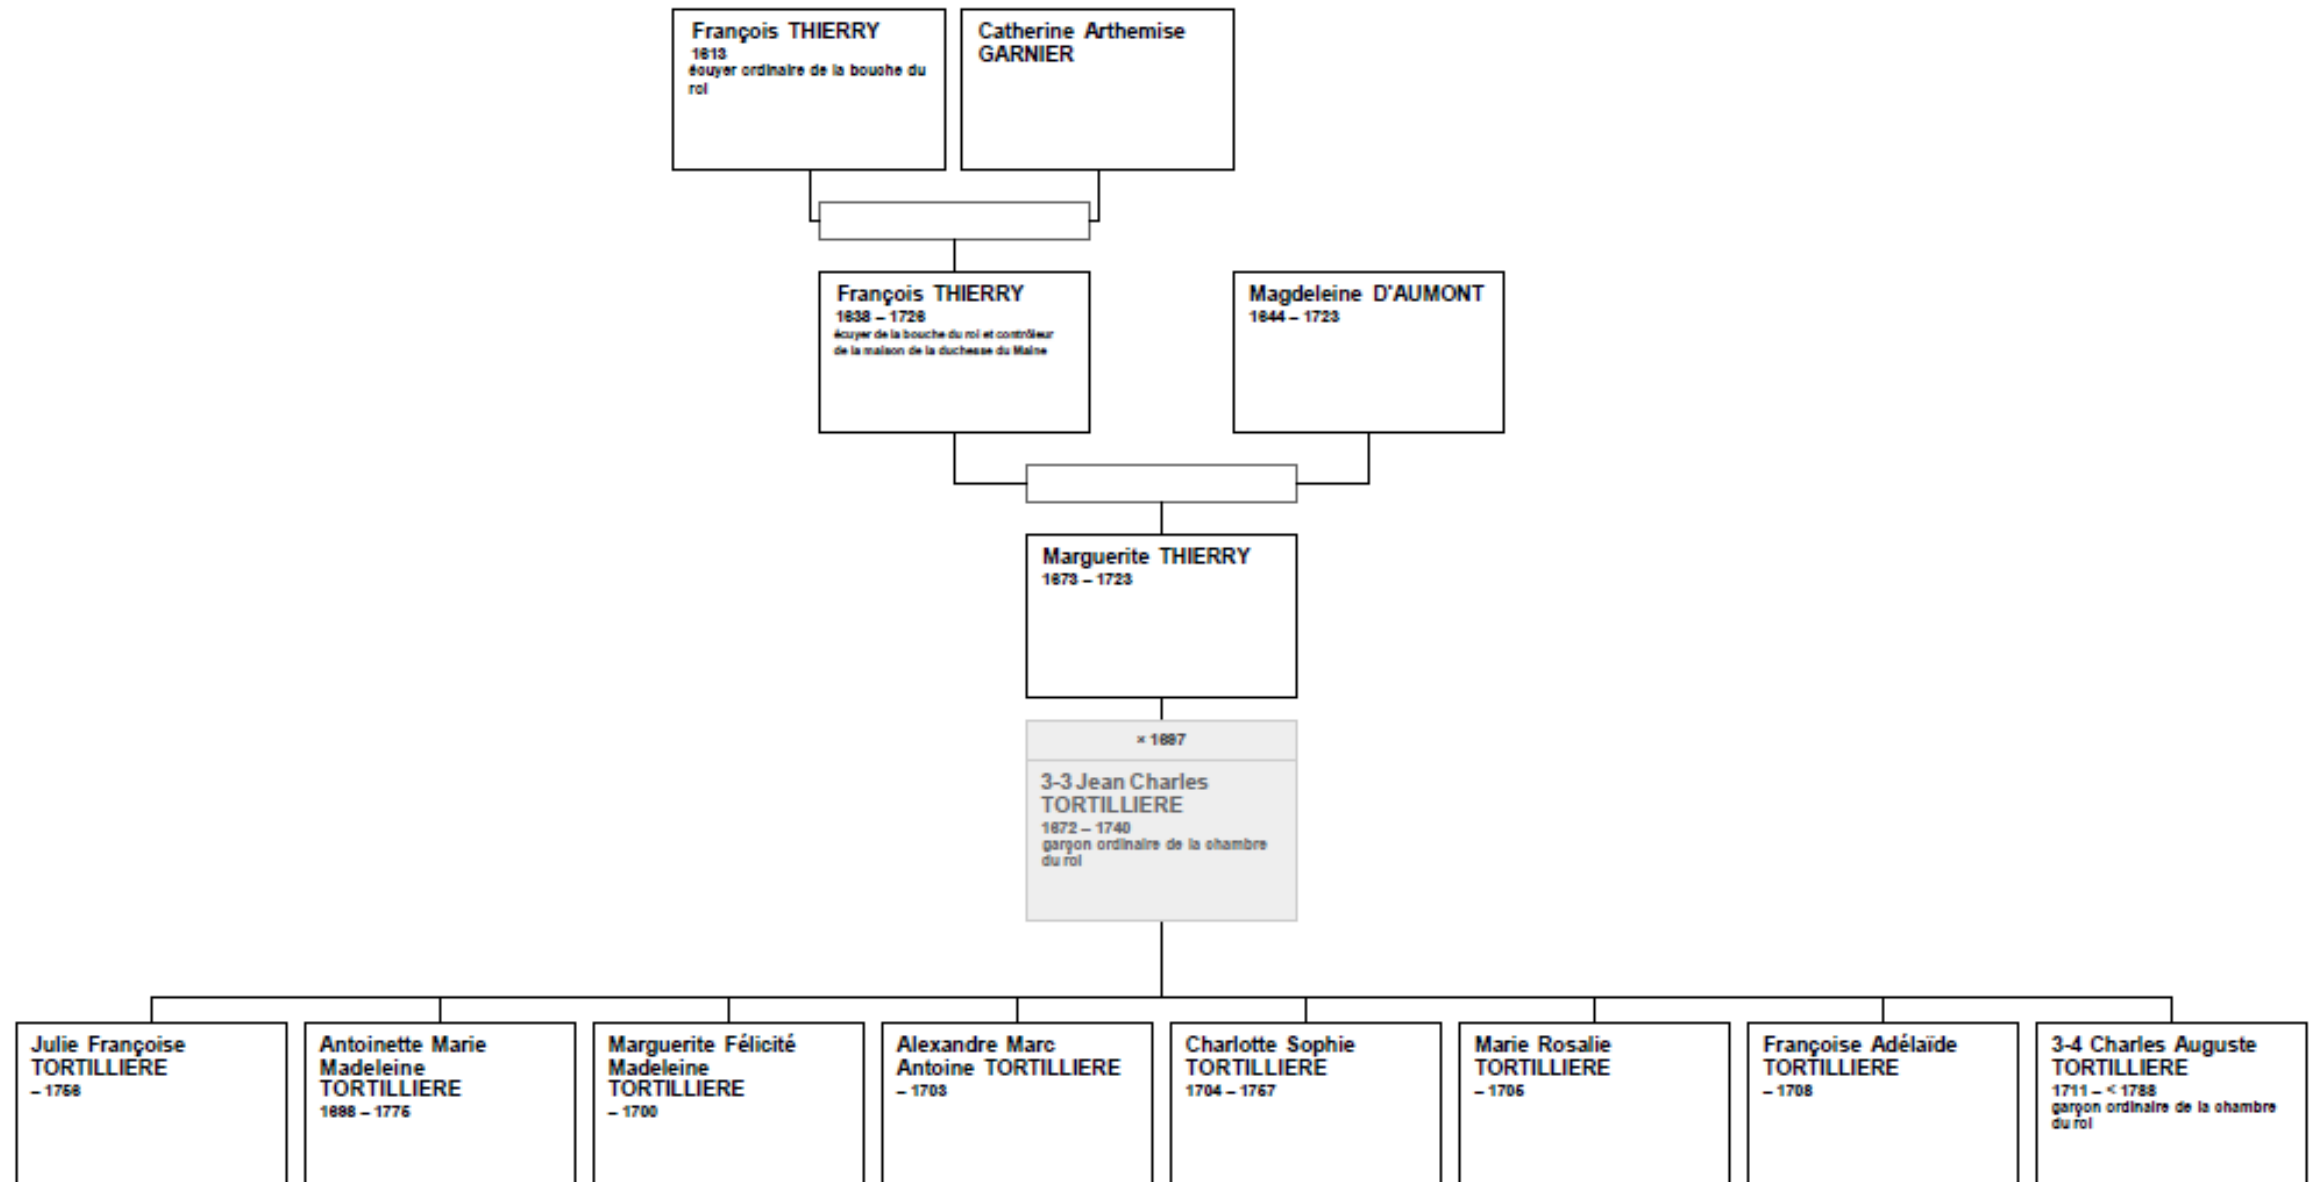 François THIERRY
1613
écuyer ordinaire de la bouche du
roi
Catherine Arthemise
GARNIER
François THIERRY
1638 – 1726
écuyer de la bouche du roi et contrôleur
de la maison de la duchesse du Maine
Magdeleine D'AUMONT
1644 – 1723
Marguerite THIERRY
1673 – 1723
× 1697
3-3 Jean Charles
TORTILLIERE
1672 – 1740
garçon ordinaire de la chambre
du roi
Julie Françoise
TORTILLIERE
– 1756
Antoinette Marie
Madeleine
TORTILLIERE
1698 – 1775
Marguerite Félicité
Madeleine
TORTILLIERE
– 1700
Alexandre Marc
Antoine TORTILLIERE
– 1703
Charlotte Sophie
TORTILLIERE
1704 – 1757
Marie Rosalie
TORTILLIERE
– 1705
Françoise Adélaïde
TORTILLIERE
– 1708
3-4 Charles Auguste
TORTILLIERE
1711 – < 1788
garçon ordinaire de la chambre
du roi